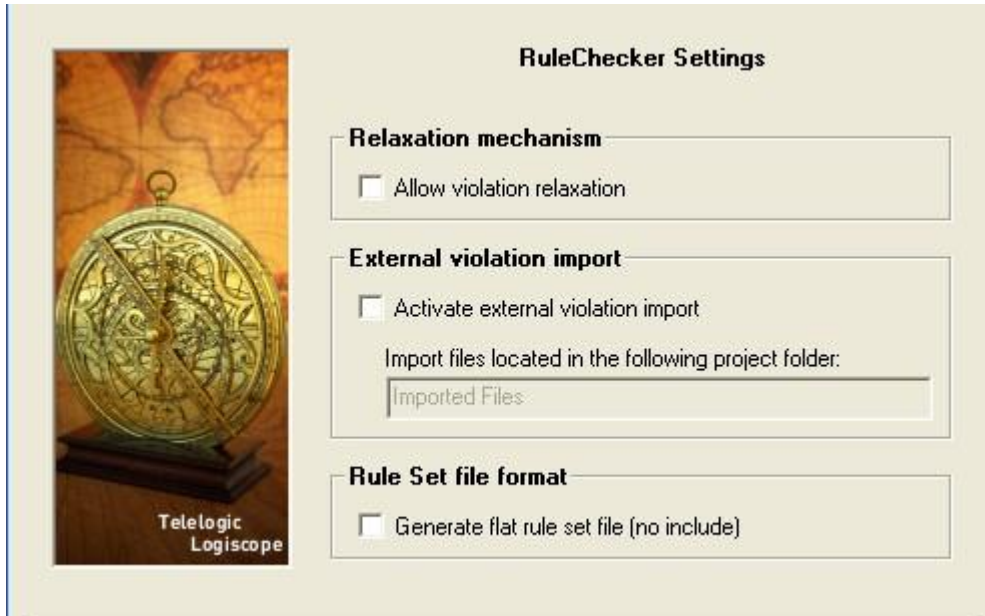 RuleChecker Settings
Relaxation mechanism
Allow violation relaxation
External violation import
Activate external violation import
Import files located in the following project folder:
Imported Files
Rule Set file format
Generate flat rule set file (no include)
Telelogic
Logiscope